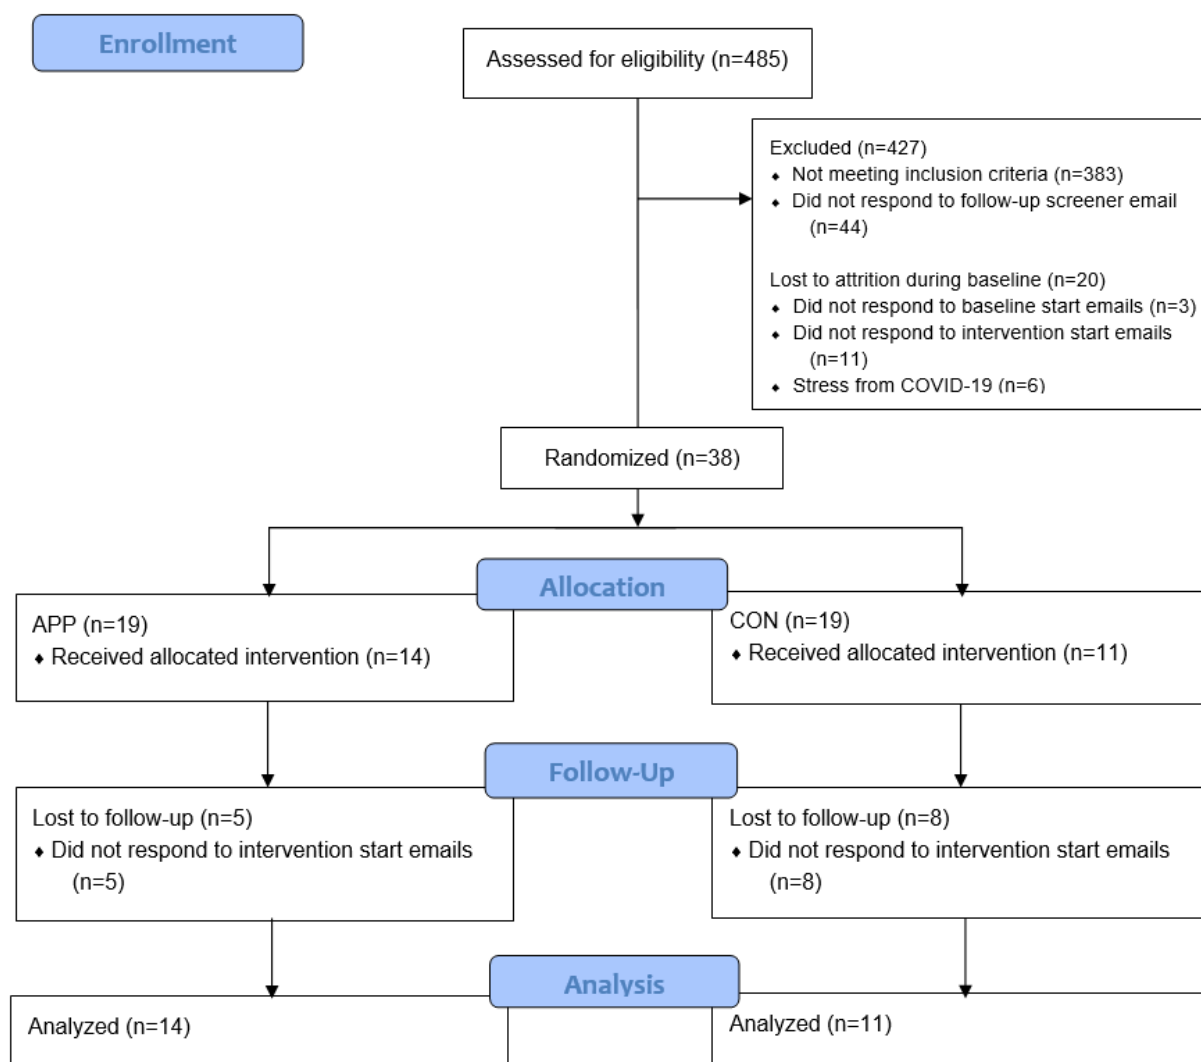 Enrollment
Assessed for eligibility (n=485)
Excluded (n=427)
⬥ Not meeting inclusion criteria (n=383)
⬥ Did not respond to follow-up screener email
(n=44)
Lost to attrition during baseline (n=20)
⬥ Did not respond to baseline start emails (n=3)
⬥ Did not respond to intervention start emails
(n=11)
⬥ Stress from COVID-19 (n=6)
Randomized (n=38)
Allocation
APP (n=19)
⬥ Received allocated intervention (n=14)
CON (n=19)
⬥ Received allocated intervention (n=11)
Follow-Up
Lost to follow-up (n=5)
⬥ Did not respond to intervention start emails
(n=5)
Lost to follow-up (n=8)
⬥ Did not respond to intervention start emails
(n=8)
Analysis
Analyzed (n=14)
Analyzed (n=11)